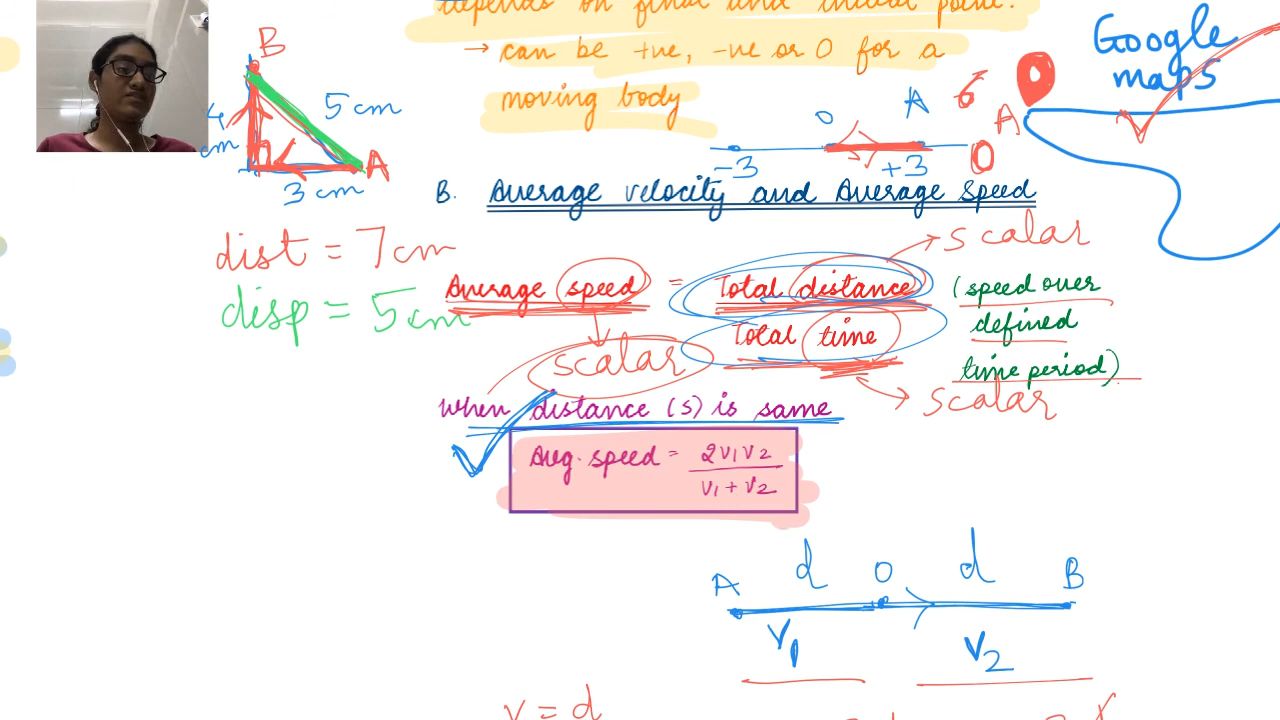 depends on final and initial point.
→ can be +ve, -ve or 0 for a
moving body
Google
maps
B
5 cm
4
cm
A
3 cm
0
A
6
-3
+3
0
A
B. Average velocity and Average Speed
dist = 7cm
disp = 5cm
→ scalar
Average speed = Total distance
Total time
(speed over
defined
time period)
scalar
→ scalar
When distance (s) is same
Avg. speed = 2v1v2
v1 + v2
A d O d B
V1 V2
v = d